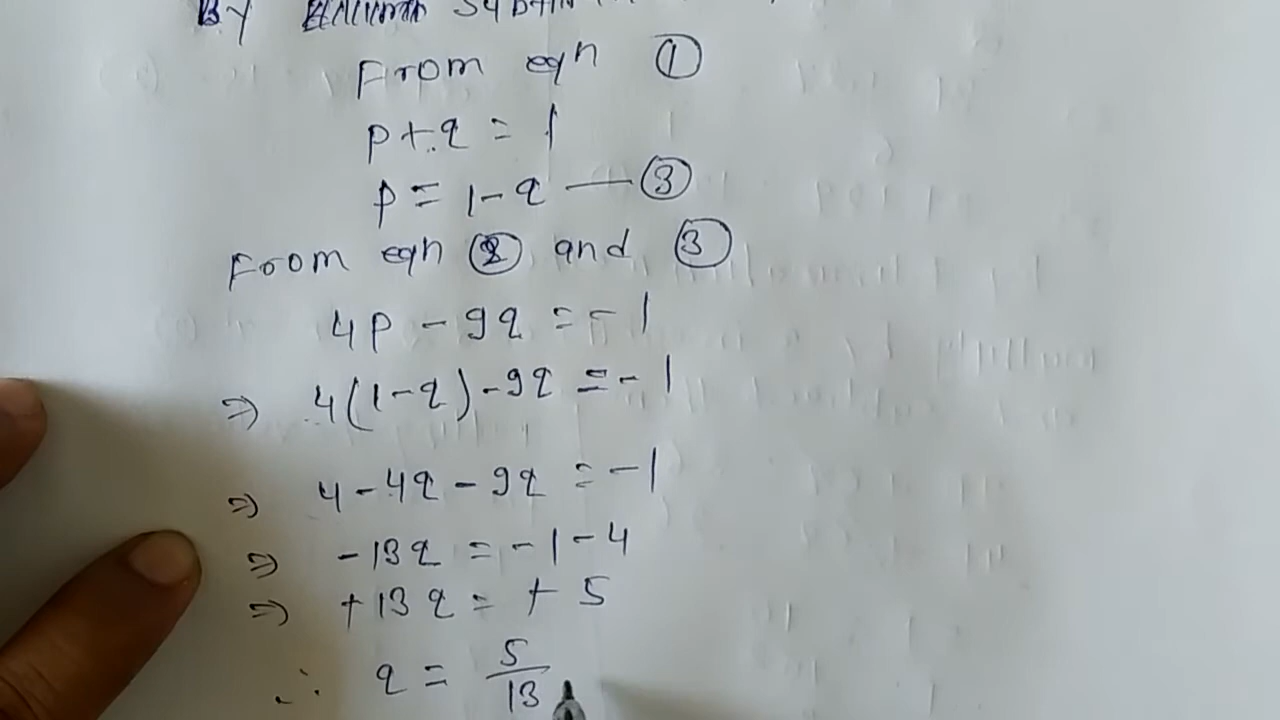 By
From eqn ①
p+q = 1
p = 1-q —③
From eqn ② and ③
4p - 9q = -1
⇒ 4(1-q)-9q = -1
⇒ 4-4q-9q = -1
⇒ -13q = -1-4
⇒ +13q = +5
∴ q = 5/13